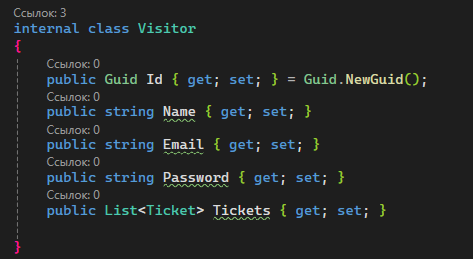 Ссылок: 3
internal class Visitor
{
Ссылок: 0
public Guid Id { get; set; } = Guid.NewGuid();
Ссылок: 0
public string Name { get; set; }
Ссылок: 0
public string Email { get; set; }
Ссылок: 0
public string Password { get; set; }
Ссылок: 0
public List<Ticket> Tickets { get; set; }
}